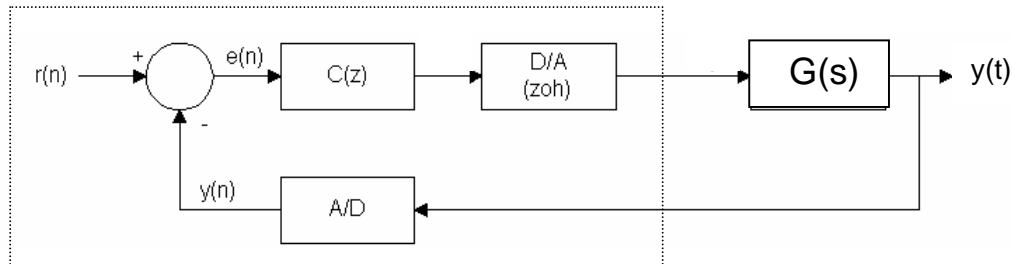 +
e(n)
r(n)
C(z)
D/A
(zoh)
G(s)
y(t)
-
y(n)
A/D